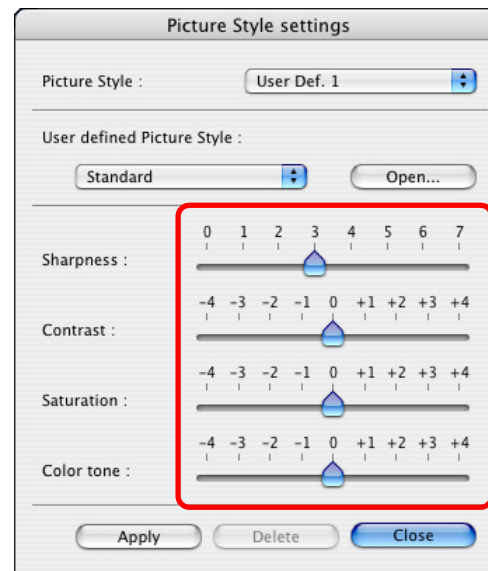 Picture Style settings
Picture Style : User Def. 1
User defined Picture Style :
Standard Open...
0 1 2 3 4 5 6 7
Sharpness :
-4 -3 -2 -1 0 +1 +2 +3 +4
Contrast :
-4 -3 -2 -1 0 +1 +2 +3 +4
Saturation :
-4 -3 -2 -1 0 +1 +2 +3 +4
Color tone :
Apply Delete Close